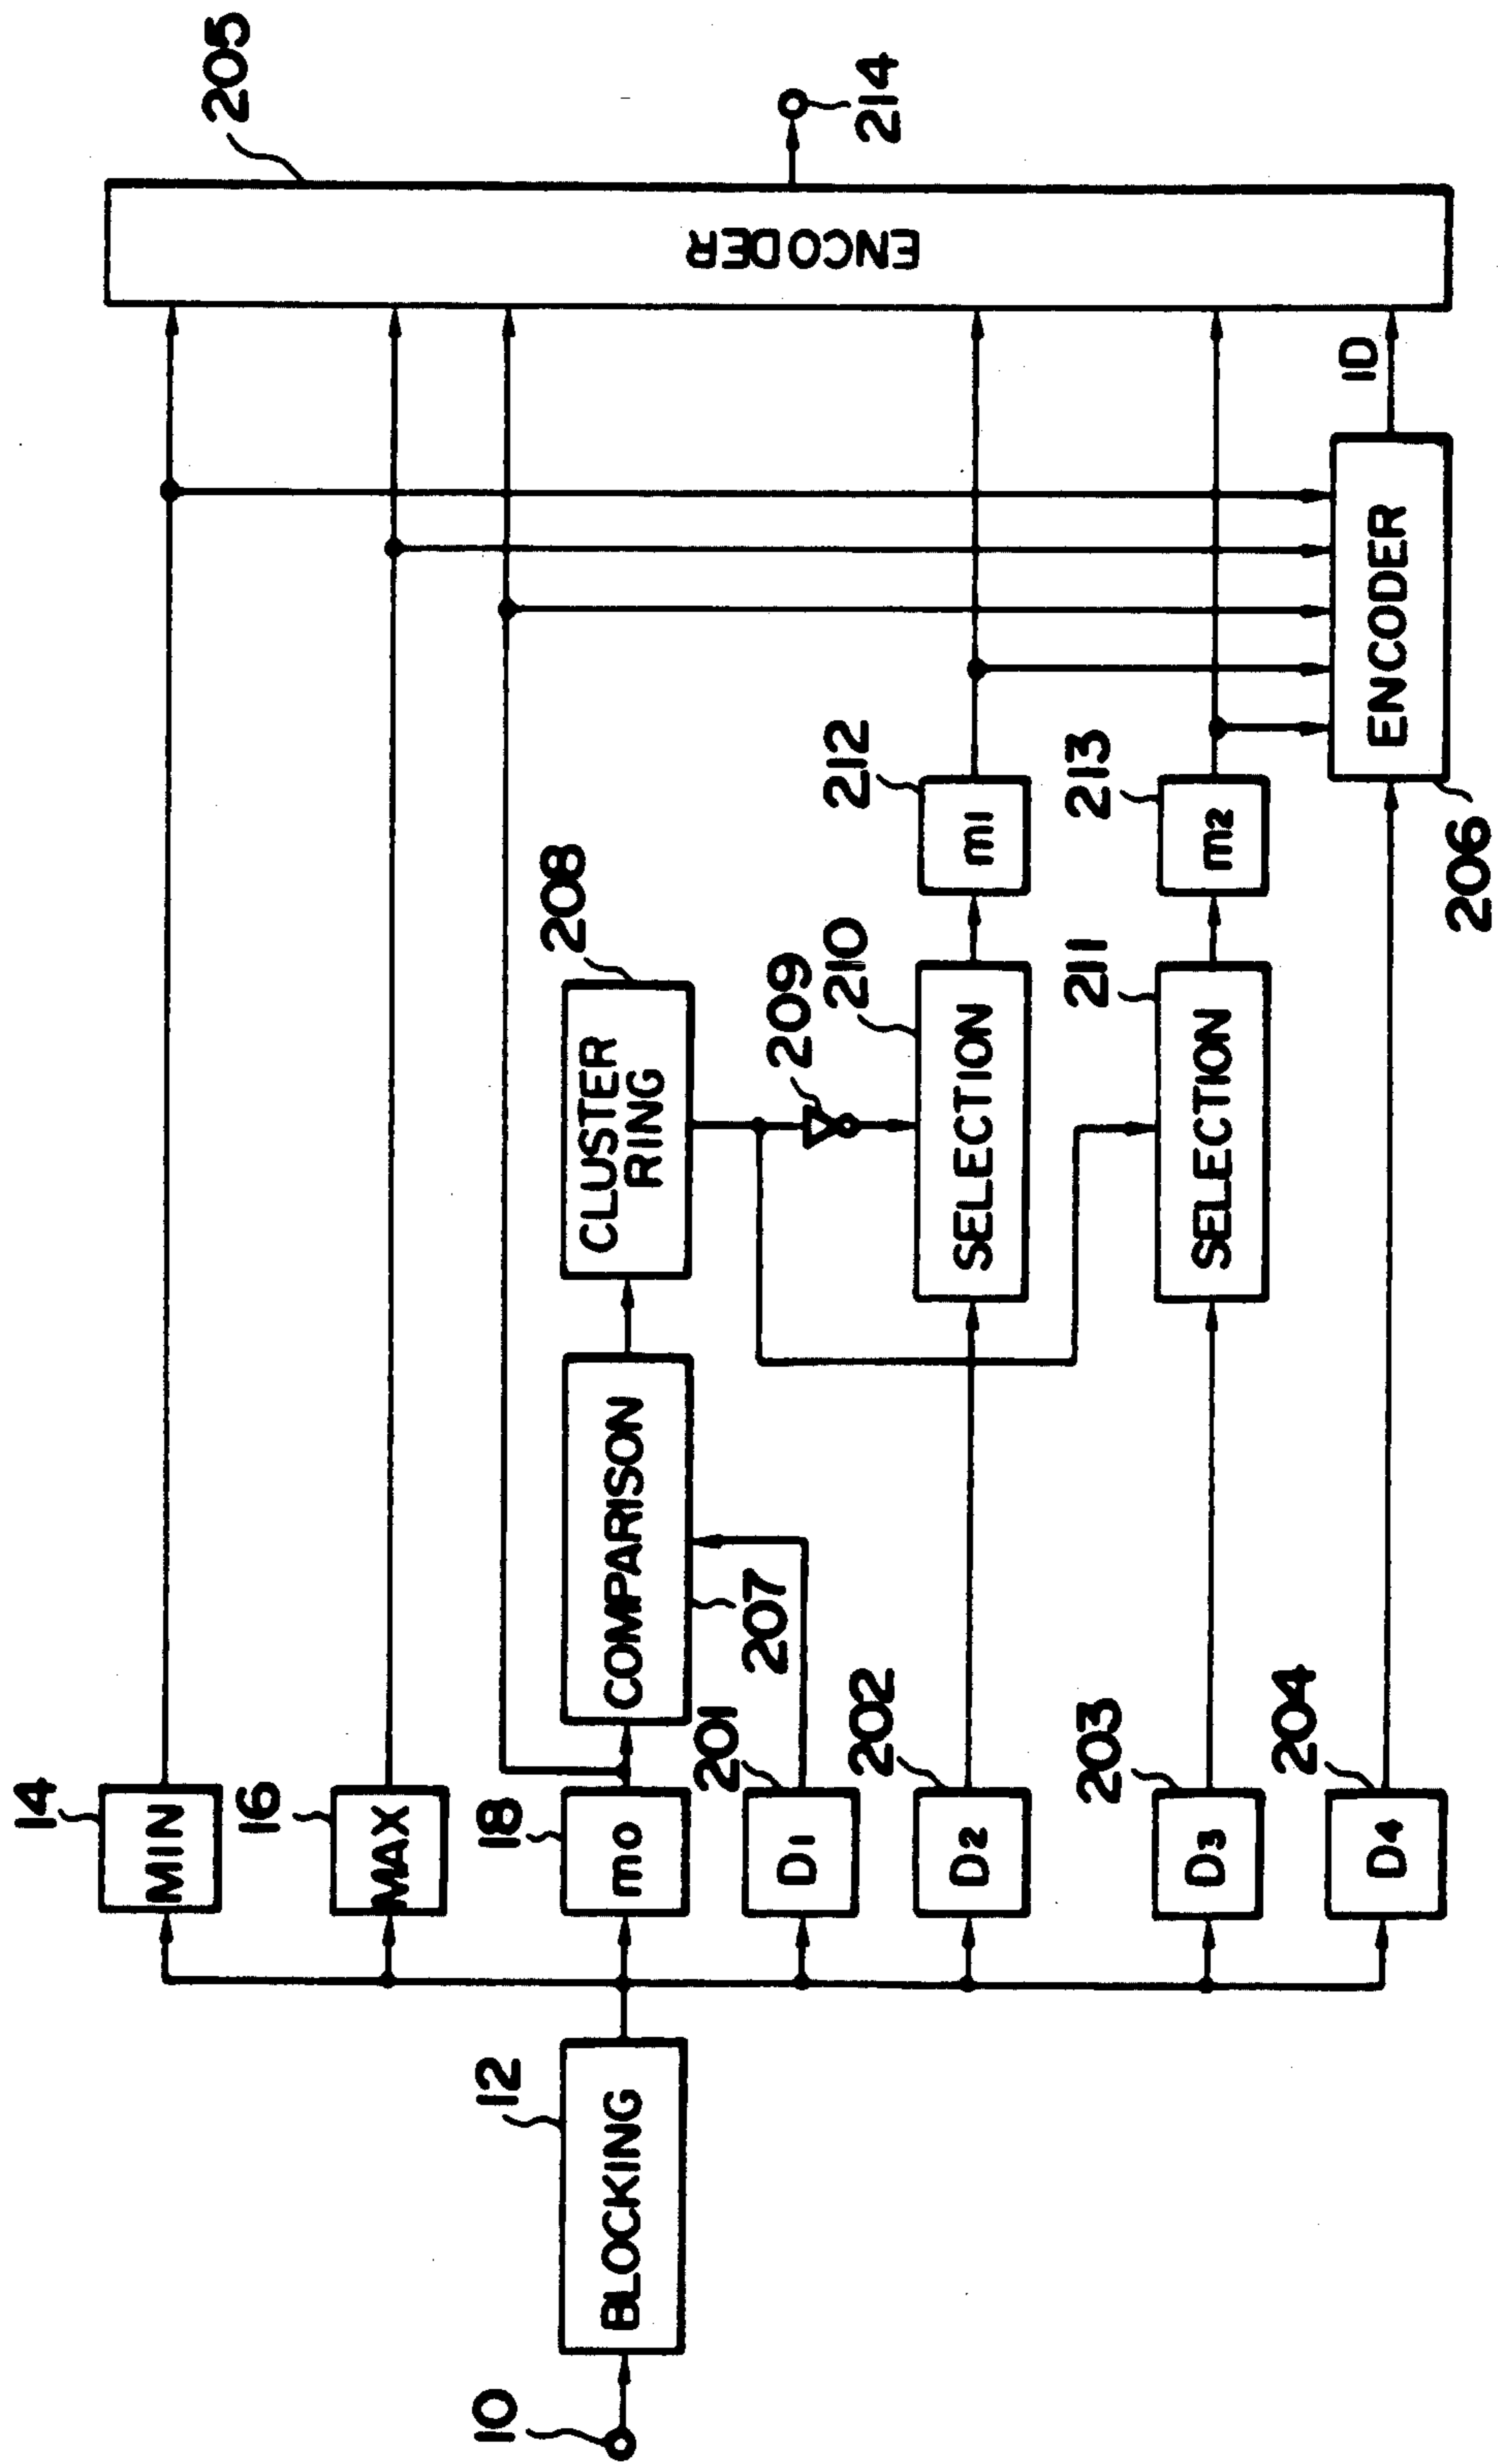 10
12
BLOCKING
14
MIN
16
MAX
18
m0
201
D1
202
D2
203
D3
204
D4
207
COMPARISON
208
CLUSTER
RING
209
210
SELECTION
211
SELECTION
212
m1
213
m2
206
ENCODER
ID
205
ENCODER
214